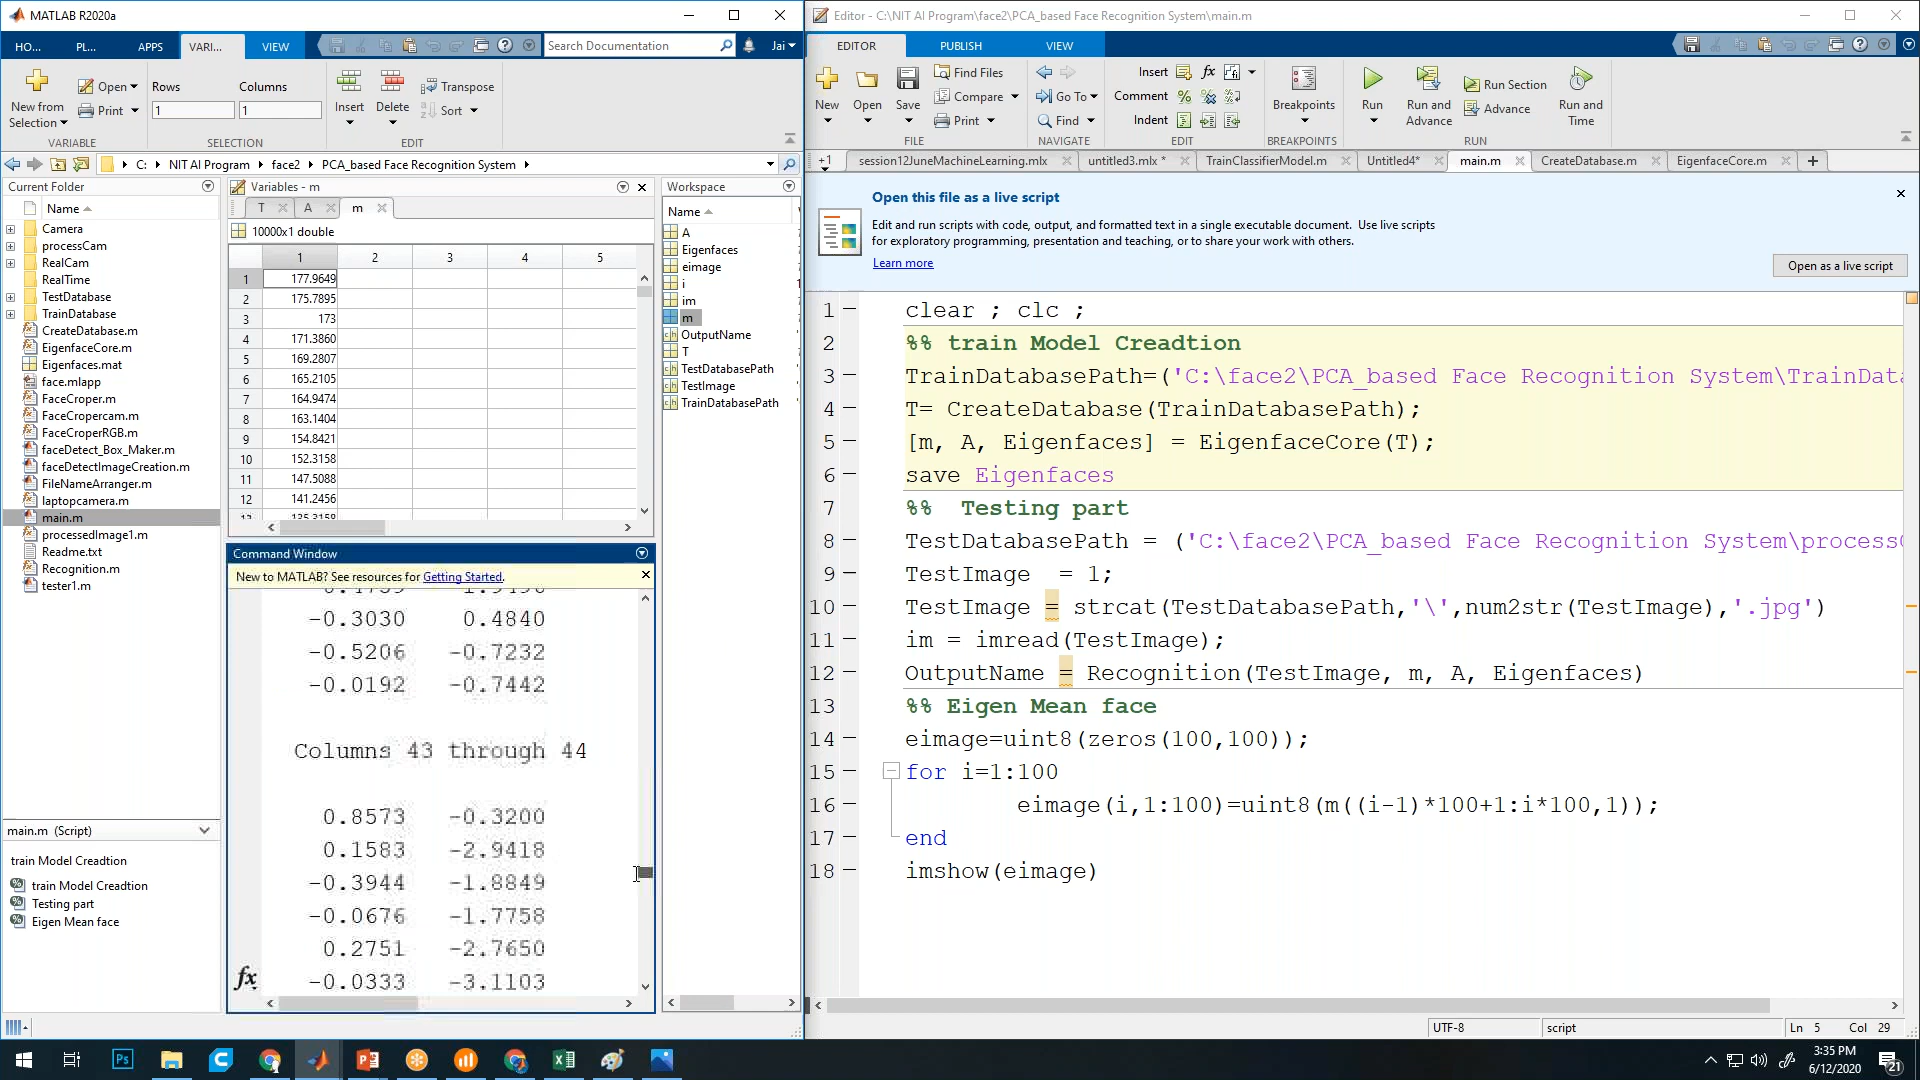 MATLAB R2020a
HO...
PL...
APPS
VARI...
VIEW
Search Documentation
Jai
New from
Selection
Open
Print
Rows
Columns
1
1
Insert
Delete
Transpose
Sort
VARIABLE
SELECTION
EDIT
C:
NIT AI Program
face2
PCA_based Face Recognition System
Current Folder
Name
Camera
processCam
RealCam
RealTime
TestDatabase
TrainDatabase
CreateDatabase.m
EigenfaceCore.m
Eigenfaces.mat
face.mlapp
FaceCroper.m
FaceCropercam.m
FaceCroperRGB.m
faceDetect_Box_Maker.m
faceDetectImageCreation.m
FileNameArranger.m
laptopcamera.m
main.m
processedImage1.m
Readme.txt
Recognition.m
tester1.m
main.m (Script)
train Model Creadtion
train Model Creadtion
Testing part
Eigen Mean face
Variables - m
T
A
m
10000x1 double
1 2 3 4 5
1 177.9649
2 175.7895
3 173
4 171.3860
5 169.2807
6 165.2105
7 164.9474
8 163.1404
9 154.8421
10 152.3158
11 147.5088
12 141.2456
Workspace
Name
A
Eigenfaces
eimage
i
im
m
OutputName
T
TestDatabasePath
TestImage
TrainDatabasePath
Command Window
New to MATLAB? See resources for Getting Started.
-0.3030 0.4840
-0.5206 -0.7232
-0.0192 -0.7442
Columns 43 through 44
0.8573 -0.3200
0.1583 -2.9418
-0.3944 -1.8849
-0.0676 -1.7758
0.2751 -2.7650
-0.0333 -3.1103
fx
Editor - C:\NIT AI Program\face2\PCA_based Face Recognition System\main.m
EDITOR
PUBLISH
VIEW
New
Open
Save
Find Files
Compare
Print
Go To
Find
Insert
fx
Comment
Indent
Breakpoints
Run
Run and
Advance
Run Section
Advance
Run and
Time
FILE
NAVIGATE
EDIT
BREAKPOINTS
RUN
+1
session12JuneMachineLearning.mlx
untitled3.mlx *
TrainClassifierModel.m
Untitled4*
main.m
CreateDatabase.m
EigenfaceCore.m
Open this file as a live script
Edit and run scripts with code, output, and formatted text in a single executable document. Use live scripts
for exploratory programming, presentation and teaching, or to share your work with others.
Learn more
Open as a live script
1 clear ; clc ;
2 %% train Model Creadtion
3 TrainDatabasePath=('C:\face2\PCA_based Face Recognition System\TrainData
4 T= CreateDatabase(TrainDatabasePath);
5 [m, A, Eigenfaces] = EigenfaceCore(T);
6 save Eigenfaces
7 %% Testing part
8 TestDatabasePath = ('C:\face2\PCA_based Face Recognition System\process
9 TestImage = 1;
10 TestImage = strcat(TestDatabasePath,'\',num2str(TestImage),'.jpg')
11 im = imread(TestImage);
12 OutputName = Recognition(TestImage, m, A, Eigenfaces)
13 %% Eigen Mean face
14 eimage=uint8(zeros(100,100));
15 for i=1:100
16 eimage(i,1:100)=uint8(m((i-1)*100+1:i*100,1));
17 end
18 imshow(eimage)
UTF-8
script
Ln 5 Col 29
3:35 PM
6/12/2020
21